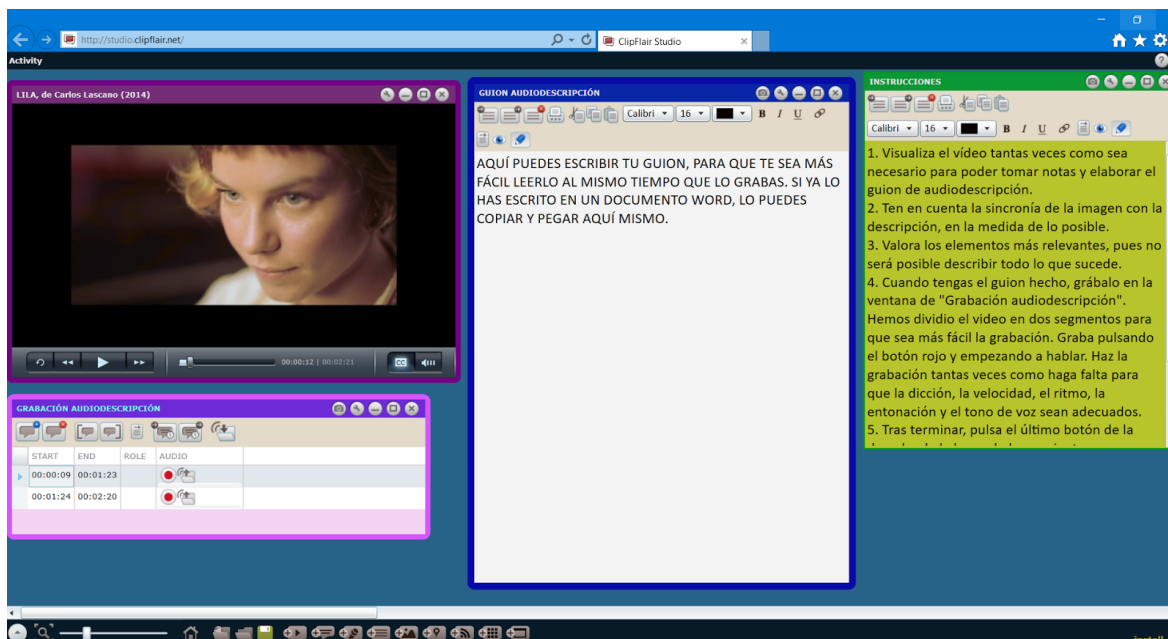 http://studio.clipflair.net/
ClipFlair Studio
Activity
LILA, de Carlos Lascano (2014)
00:00:12 | 00:02:21
CC
GRABACIÓN AUDIODESCRIPCIÓN
START END ROLE AUDIO
00:00:09 00:01:23
00:01:24 00:02:20
GUION AUDIODESCRIPCIÓN
Calibri 16 B I U
AQUÍ PUEDES ESCRIBIR TU GUION, PARA QUE TE SEA MÁS
FÁCIL LEERLO AL MISMO TIEMPO QUE LO GRABAS. SI YA LO
HAS ESCRITO EN UN DOCUMENTO WORD, LO PUEDES
COPIAR Y PEGAR AQUÍ MISMO.
INSTRUCCIONES
Calibri 16 B I U
1. Visualiza el vídeo tantas veces como sea
necesario para poder tomar notas y elaborar el
guion de audiodescripción.
2. Ten en cuenta la sincronía de la imagen con la
descripción, en la medida de lo posible.
3. Valora los elementos más relevantes, pues no
será posible describir todo lo que sucede.
4. Cuando tengas el guion hecho, grábalo en la
ventana de "Grabación audiodescripción".
Hemos dividio el video en dos segmentos para
que sea más fácil la grabación. Graba pulsando
el botón rojo y empezando a hablar. Haz la
grabación tantas veces como haga falta para
que la dicción, la velocidad, el ritmo, la
entonación y el tono de voz sean adecuados.
5. Tras terminar, pulsa el último botón de la
install